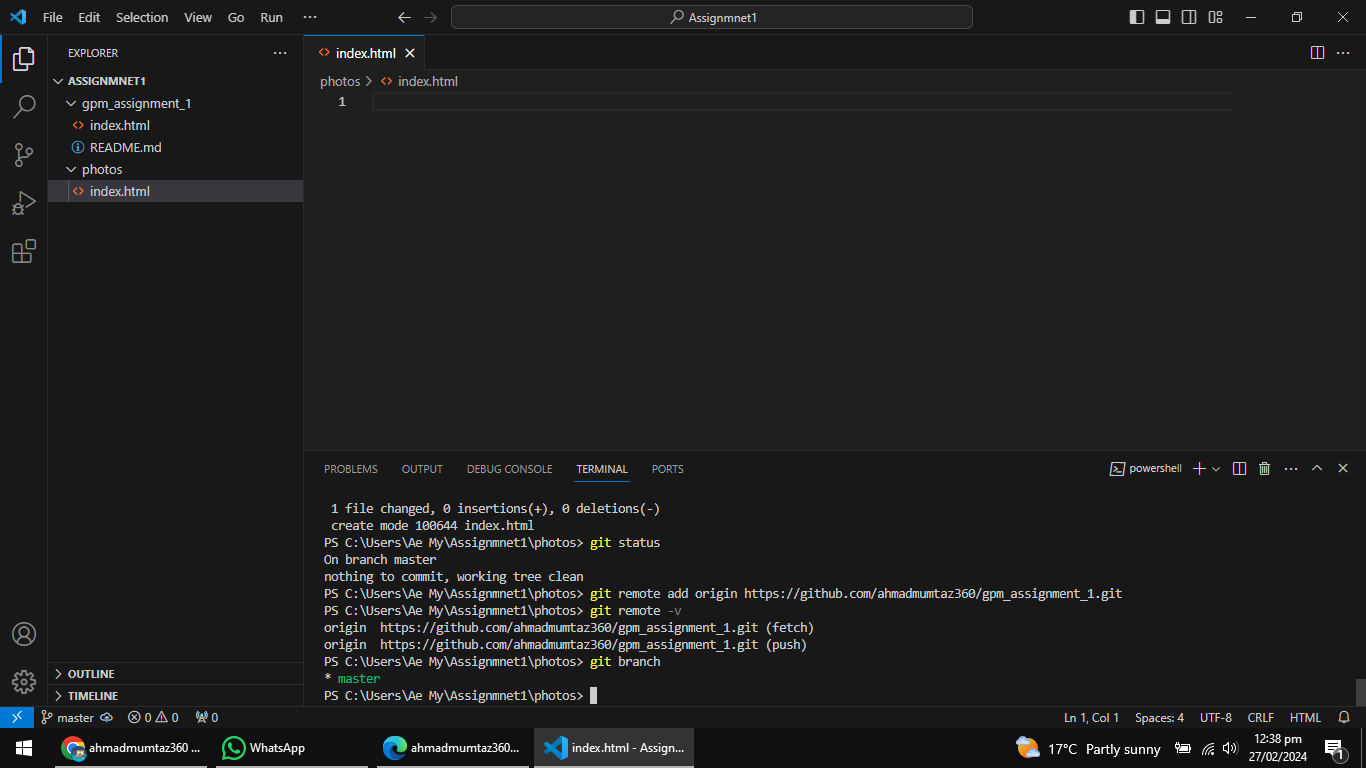 File Edit Selection View Go Run ··· Assignmnet1
EXPLORER ···
ASSIGNMNET1
gpm_assignment_1
index.html
README.md
photos
index.html
OUTLINE
TIMELINE
index.html
photos > index.html
1
PROBLEMS OUTPUT DEBUG CONSOLE TERMINAL PORTS powershell
1 file changed, 0 insertions(+), 0 deletions(-)
create mode 100644 index.html
PS C:\Users\Ae My\Assignmnet1\photos> git status
On branch master
nothing to commit, working tree clean
PS C:\Users\Ae My\Assignmnet1\photos> git remote add origin https://github.com/ahmadmumtaz360/gpm_assignment_1.git
PS C:\Users\Ae My\Assignmnet1\photos> git remote -v
origin  https://github.com/ahmadmumtaz360/gpm_assignment_1.git (fetch)
origin  https://github.com/ahmadmumtaz360/gpm_assignment_1.git (push)
PS C:\Users\Ae My\Assignmnet1\photos> git branch
* master
PS C:\Users\Ae My\Assignmnet1\photos>
master 0 0 0 Ln 1, Col 1 Spaces: 4 UTF-8 CRLF HTML
ahmadmumtaz360 ... WhatsApp ahmadmumtaz360... index.html - Assign... 17°C Partly sunny 12:38 pm
27/02/2024 1